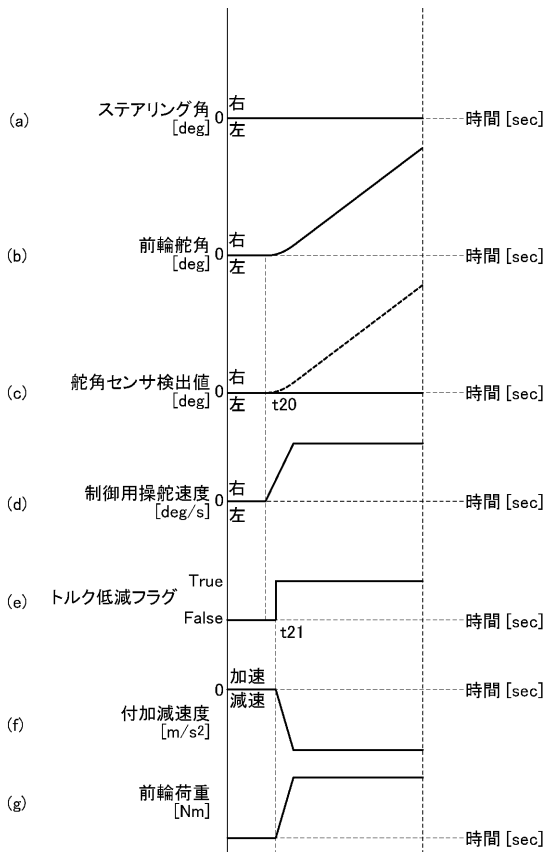 右
(a) ステアリング角 0 時間 [sec]
[deg] 左
右
(b) 前輪舵角 0 時間 [sec]
[deg] 左
右
(c) 舵角センサ検出値 0 時間 [sec]
[deg] 左 t20
右
(d) 制御用操舵速度 0 時間 [sec]
[deg/s] 左
True
(e) トルク低減フラグ
False 時間 [sec]
t21
加速
0 時間 [sec]
減速
(f) 付加減速度
[m/s²]
(g) 前輪荷重
[Nm]
時間 [sec]